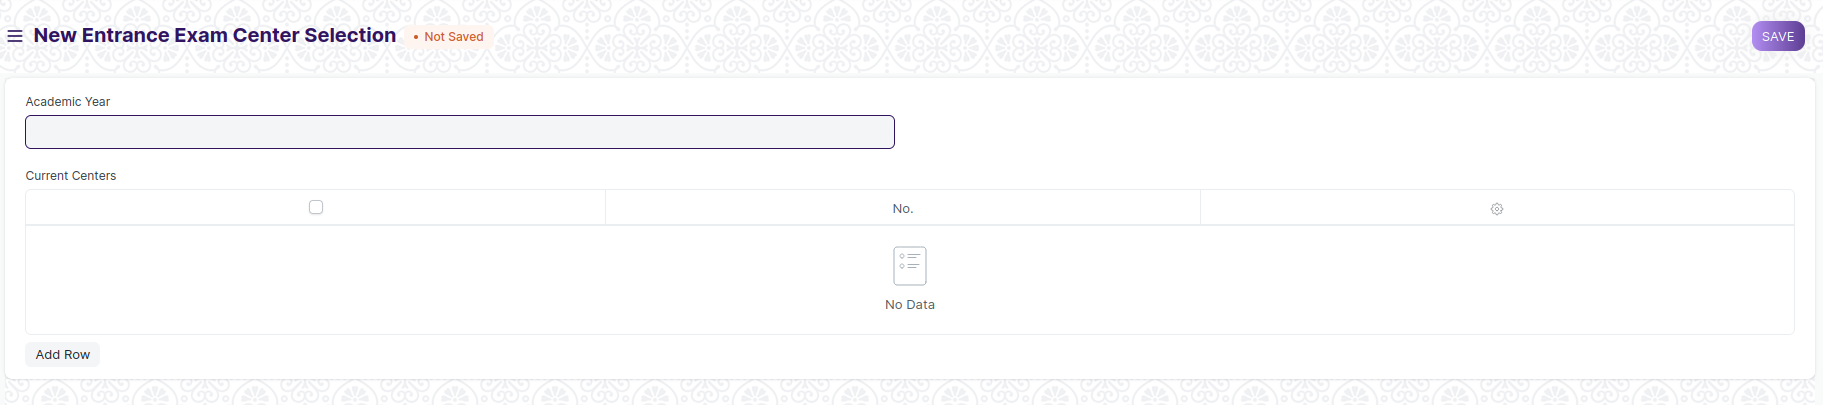 New Entrance Exam Center Selection
• Not Saved
SAVE
Academic Year
Current Centers
No.
No Data
Add Row